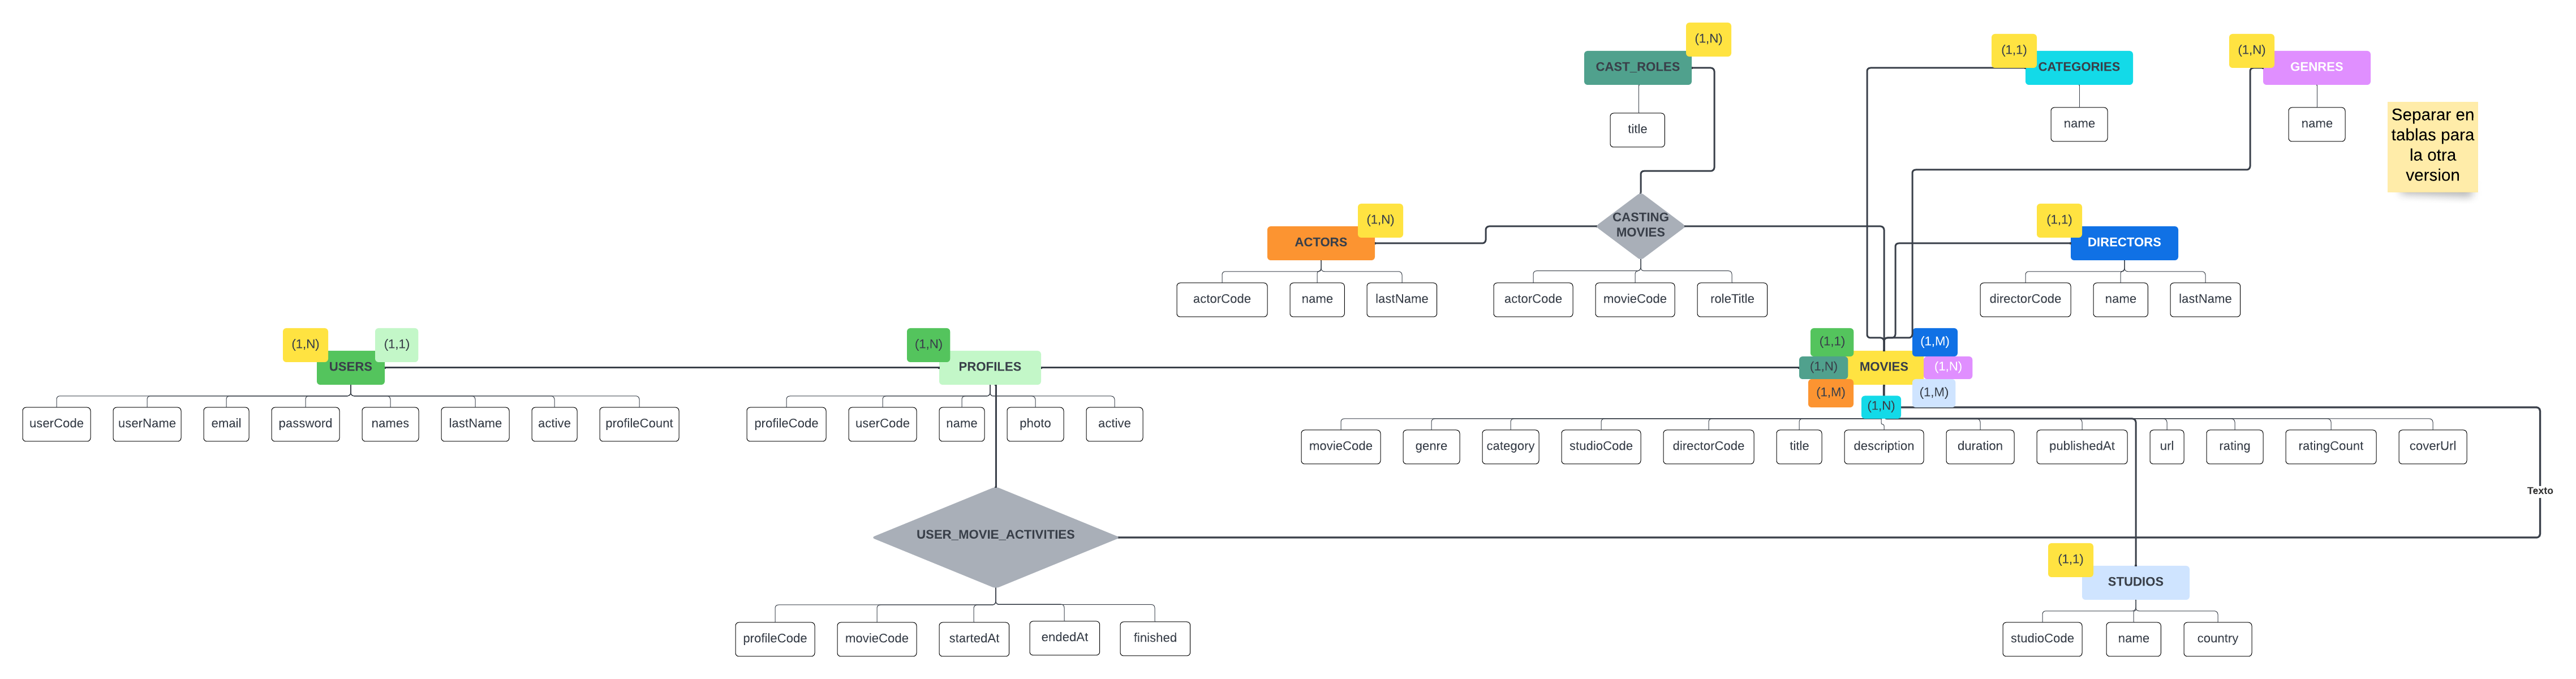 (1,N)
CAST_ROLES
title
(1,1)
CATEGORIES
name
(1,N)
GENRES
name
Separar en
tablas para
la otra
version
(1,N)
ACTORS
actorCode
name
lastName
CASTING
MOVIES
actorCode
movieCode
roleTitle
(1,1)
DIRECTORS
directorCode
name
lastName
(1,N)
(1,1)
USERS
userCode
userName
email
password
names
lastName
active
profileCount
(1,N)
PROFILES
profileCode
userCode
name
photo
active
(1,1)
(1,M)
(1,N)
MOVIES
(1,N)
(1,M)
(1,M)
(1,N)
movieCode
genre
category
studioCode
directorCode
title
description
duration
publishedAt
url
rating
ratingCount
coverUrl
Texto
USER_MOVIE_ACTIVITIES
profileCode
movieCode
startedAt
endedAt
finished
(1,1)
STUDIOS
studioCode
name
country